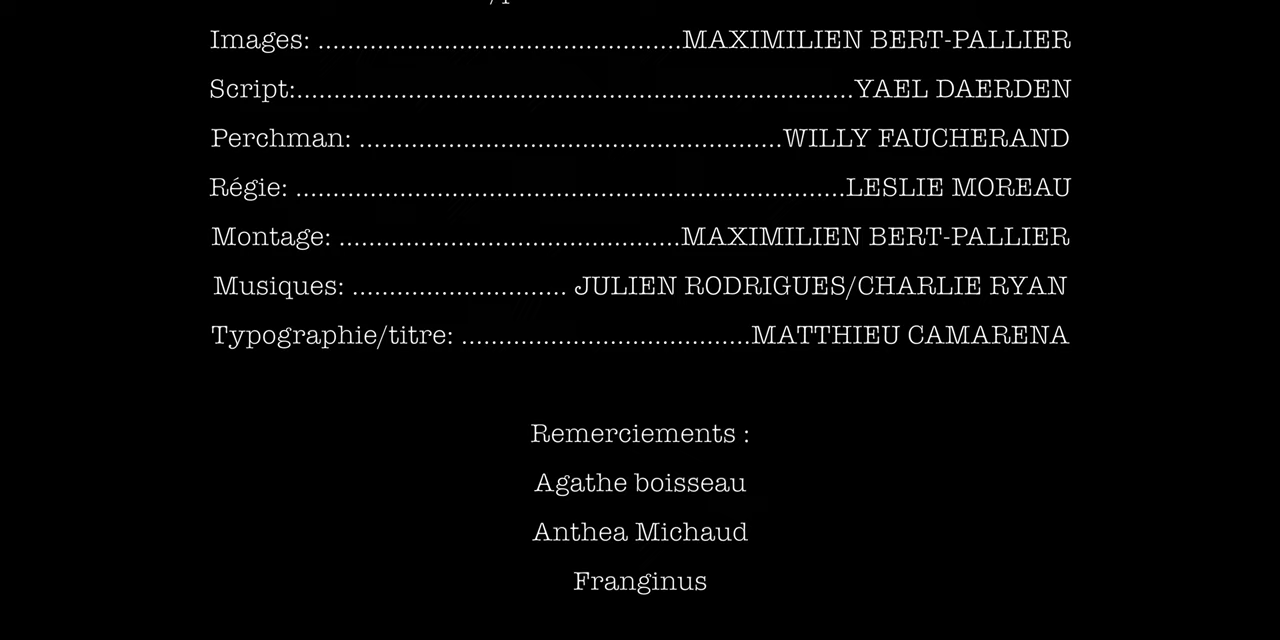 Images: .................................................MAXIMILIEN BERT-PALLIER
Script:...........................................................................YAEL DAERDEN
Perchman: .........................................................WILLY FAUCHERAND
Régie: ..........................................................................LESLIE MOREAU
Montage: ..............................................MAXIMILIEN BERT-PALLIER
Musiques: ............................. JULIEN RODRIGUES/CHARLIE RYAN
Typographie/titre: .......................................MATTHIEU CAMARENA
Remerciements :
Agathe boisseau
Anthea Michaud
Franginus